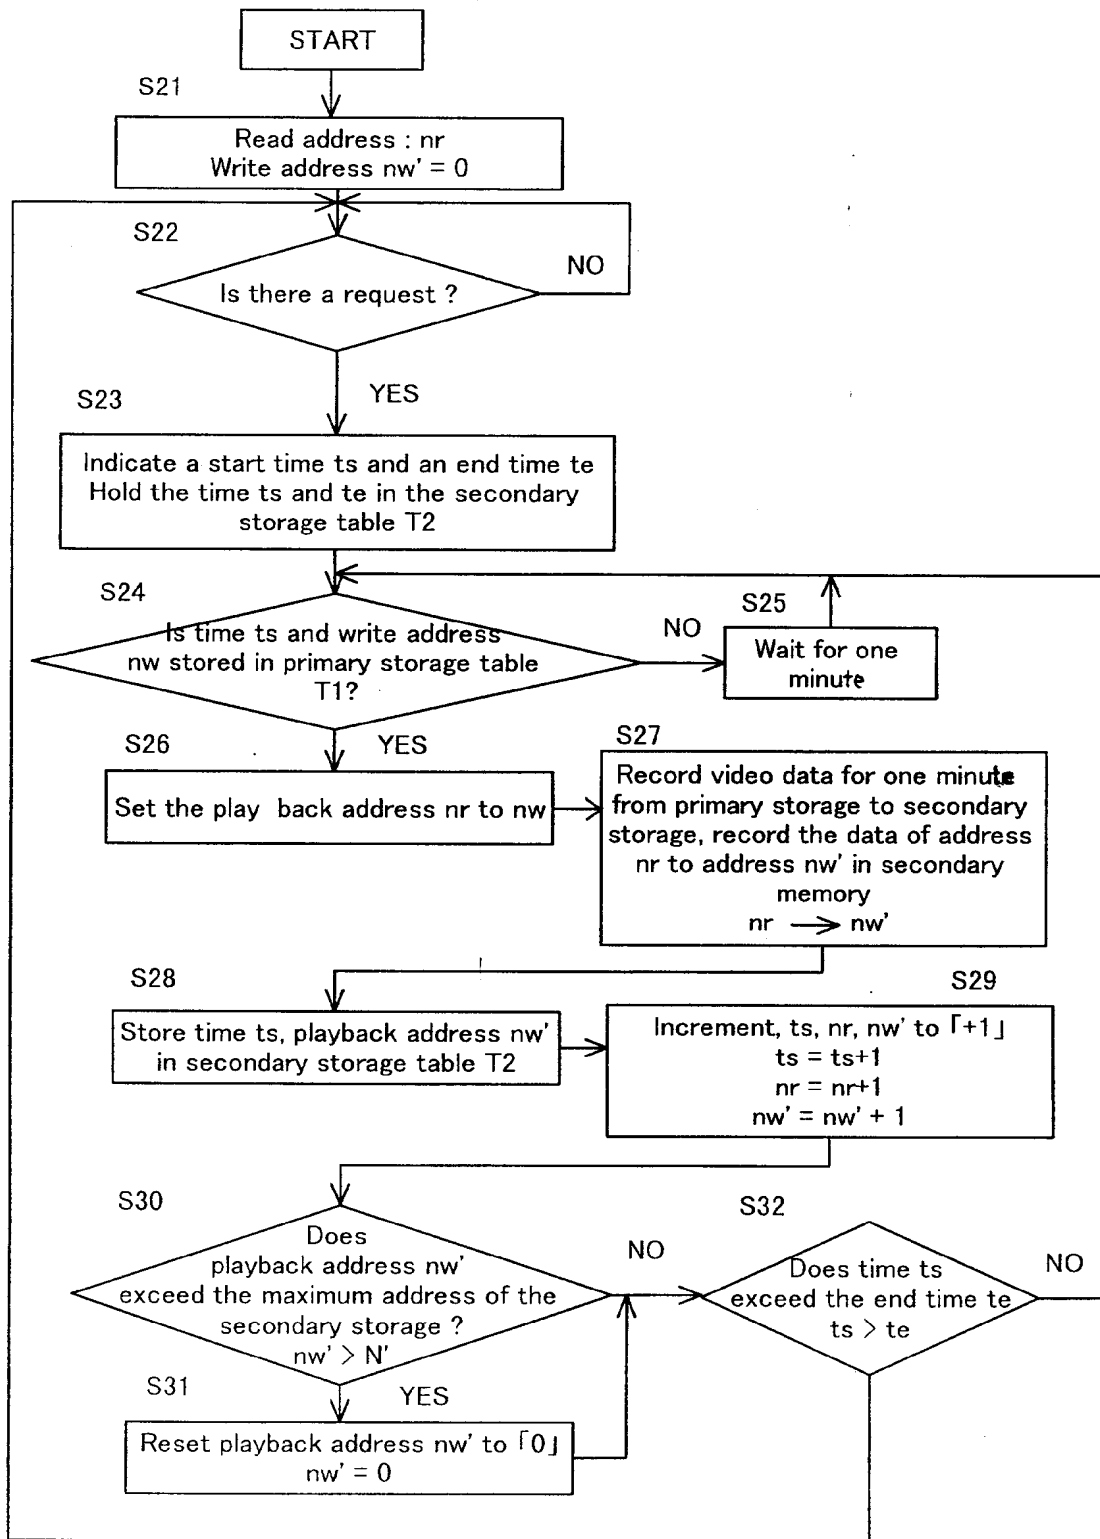 START
S21
Read address : nr
Write address nw' = 0
S22
Is there a request ?
NO
YES
S23
Indicate a start time ts and an end time te
Hold the time ts and te in the secondary
storage table T2
S24
Is time ts and write address
nw stored in primary storage table
T1?
NO
S25
Wait for one
minute
YES
S26
Set the play back address nr to nw
S27
Record video data for one minute
from primary storage to secondary
storage, record the data of address
nr to address nw' in secondary
memory
nr → nw'
S28
Store time ts, playback address nw'
in secondary storage table T2
S29
Increment, ts, nr, nw' to 「+1」
ts = ts+1
nr = nr+1
nw' = nw' + 1
S30
Does
playback address nw'
exceed the maximum address of the
secondary storage ?
nw' > N'
NO
YES
S31
Reset playback address nw' to 「0」
nw' = 0
S32
Does time ts
exceed the end time te
ts > te
NO